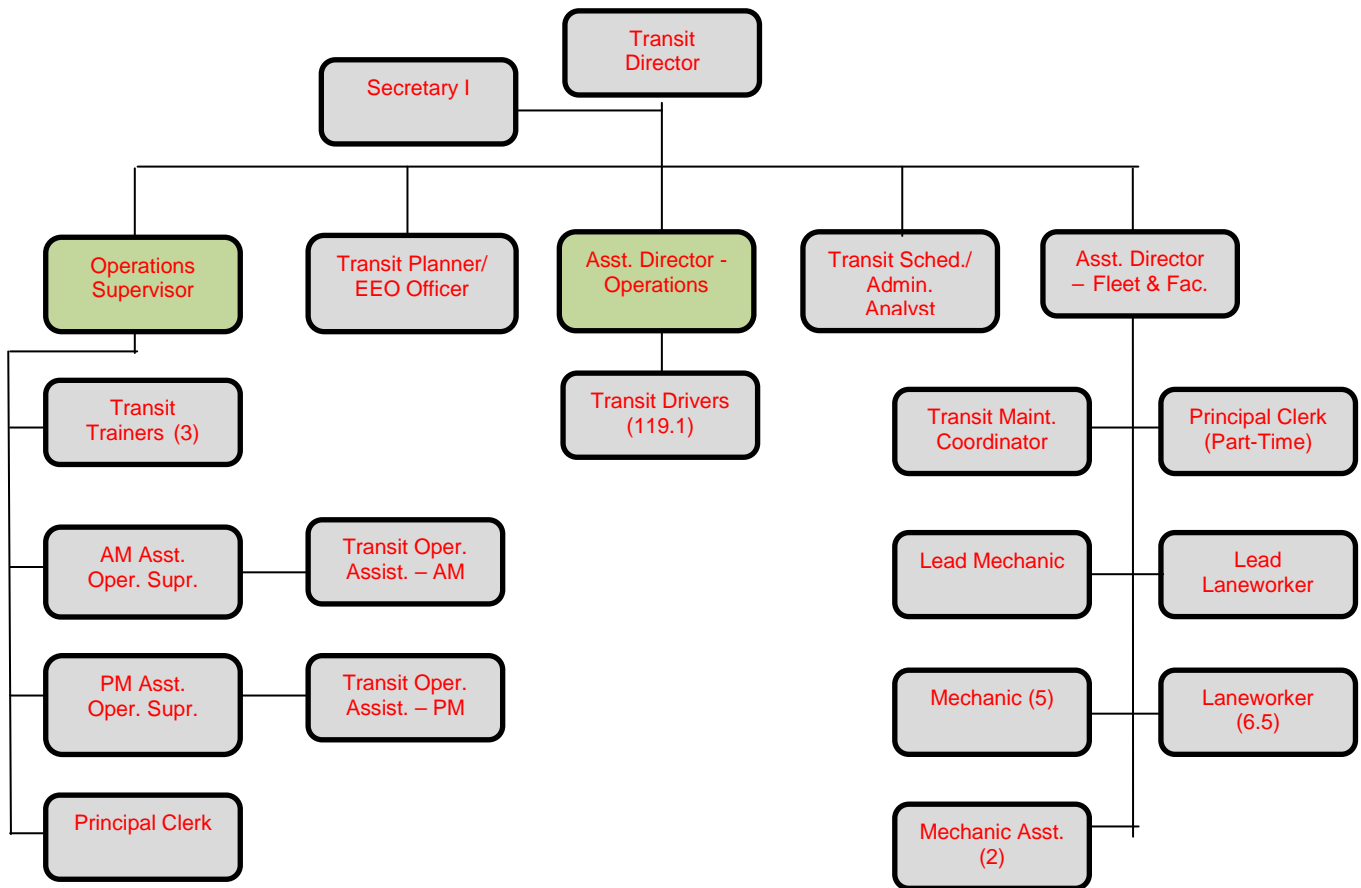 Transit
Director
Secretary I
Operations
Supervisor
Transit Planner/
EEO Officer
Asst. Director -
Operations
Transit Sched./
Admin.
Analyst
Asst. Director
– Fleet & Fac.
Transit
Trainers (3)
Transit Drivers
(119.1)
Transit Maint.
Coordinator
Principal Clerk
(Part-Time)
AM Asst.
Oper. Supr.
Transit Oper.
Assist. – AM
Lead Mechanic
Lead
Laneworker
PM Asst.
Oper. Supr.
Transit Oper.
Assist. – PM
Mechanic (5)
Laneworker
(6.5)
Principal Clerk
Mechanic Asst.
(2)